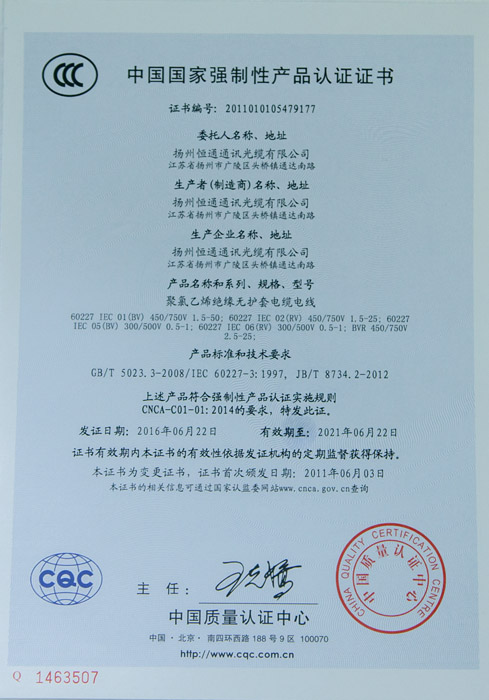 中国国家强制性产品认证证书
证书编号: 2011010105479177
委托人名称、地址
扬州恒通通讯光缆有限公司
江苏省扬州市广陵区头桥镇通达南路
生产者(制造商)名称、地址
扬州恒通通讯光缆有限公司
江苏省扬州市广陵区头桥镇通达南路
生产企业名称、地址
扬州恒通通讯光缆有限公司
江苏省扬州市广陵区头桥镇通达南路
产品名称和系列、规格、型号
聚氯乙烯绝缘无护套电缆电线
60227 IEC 01(BV) 450/750V 1.5-50; 60227 IEC 02(RV) 450/750V 1.5-25; 60227
IEC 05(BV) 300/500V 0.5-1; 60227 IEC 06(RV) 300/500V 0.5-1; BVR 450/750V
2.5-25;
产品标准和技术要求
GB/T 5023.3-2008/IEC 60227-3:1997, JB/T 8734.2-2012
上述产品符合强制性产品认证实施规则
CNCA-C01-01:2014的要求，特发此证。
发证日期: 2016年06月22日 有效期至: 2021年06月22日
证书有效期内本证书的有效性依据发证机构的定期监督获得保持。
本证书为变更证书，证书首次颁发日期: 2011年06月03日
本证书的相关信息可通过国家认监委网站www.cnca.gov.cn查询
CQC
主 任:
中国质量认证中心
中国·北京·南四环西路188号9区 100070
http://www.cqc.com.cn
CHINA QUALITY CERTIFICATION CENTRE
中国质量认证中心
Q 1463507